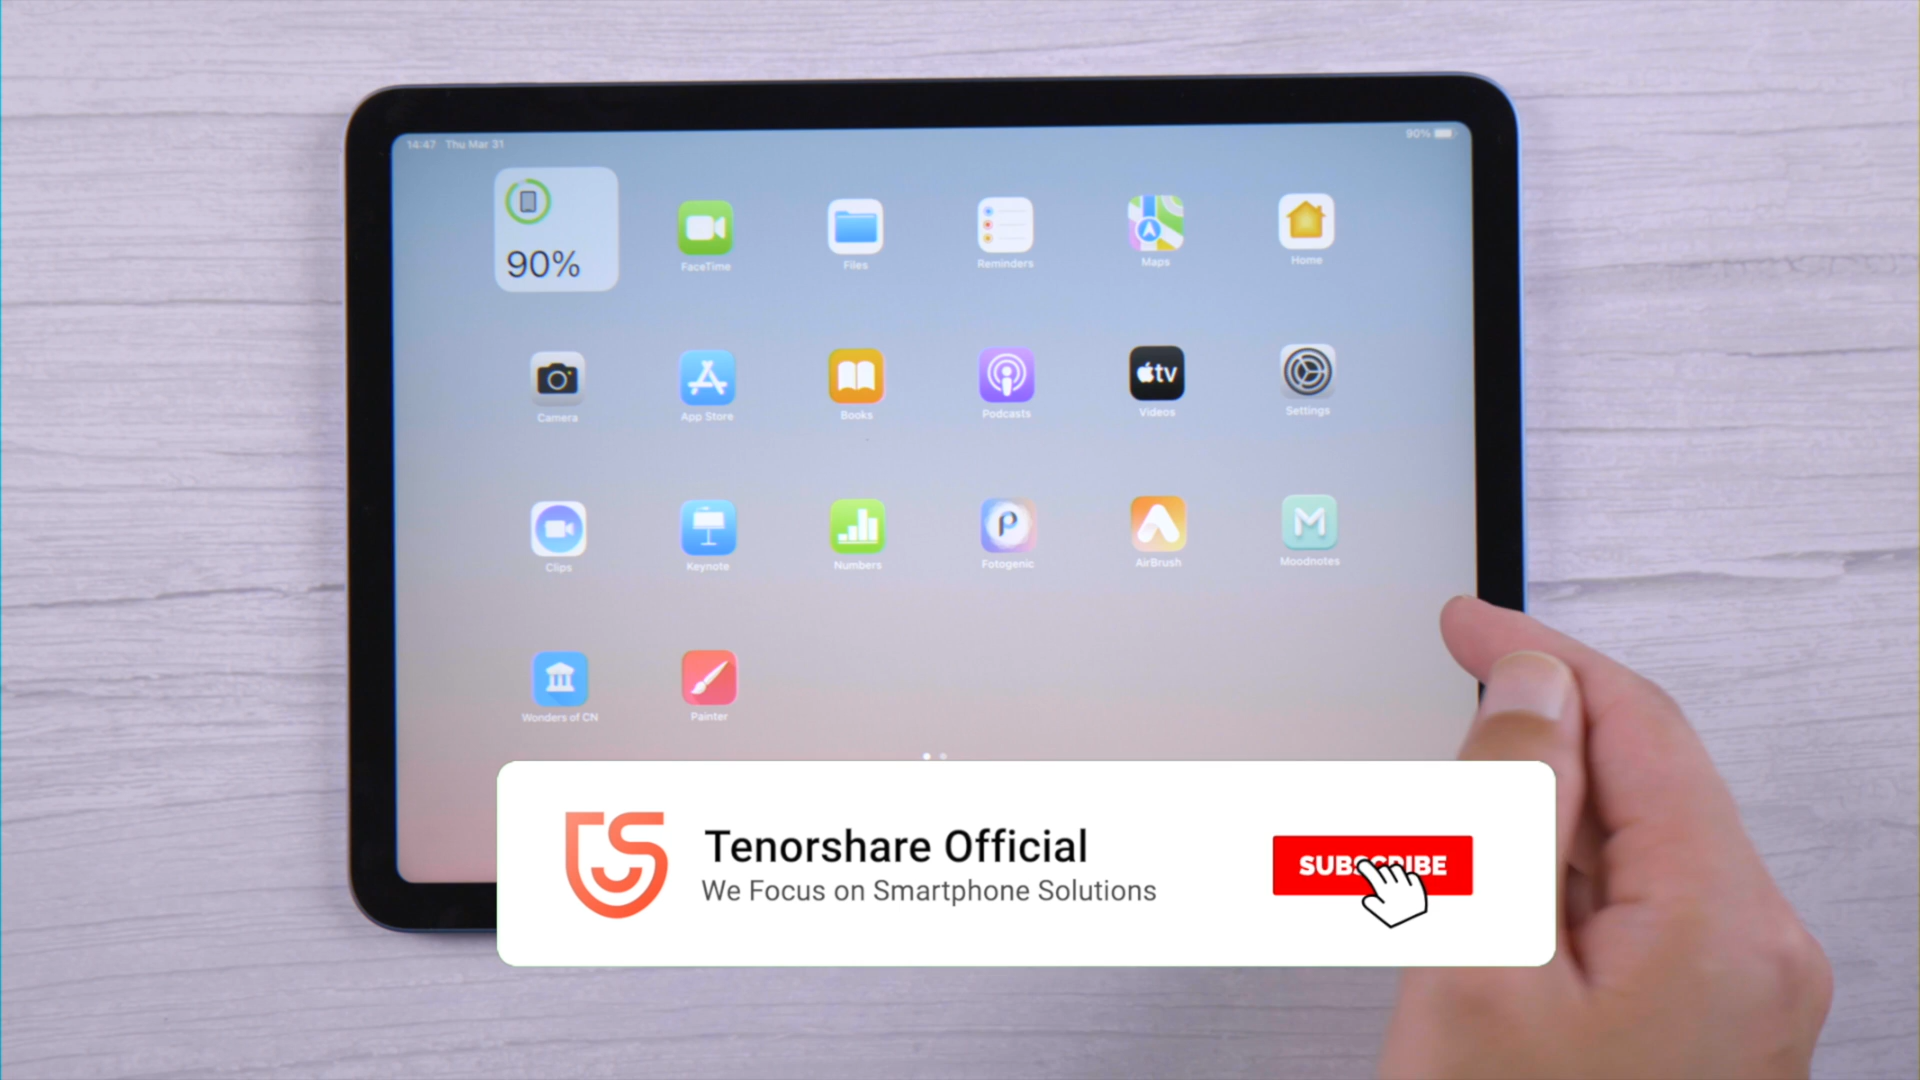 14:47 Thu Mar 31
90%
90%
FaceTime
Files
Reminders
Maps
Home
tv
Camera
App Store
Books
Podcasts
Videos
Settings
P
M
Clips
Keynote
Numbers
Fotogenic
AirBrush
Moodnotes
Wonders of CN
Painter
TS
Tenorshare Official
We Focus on Smartphone Solutions
SUBSCRIBE